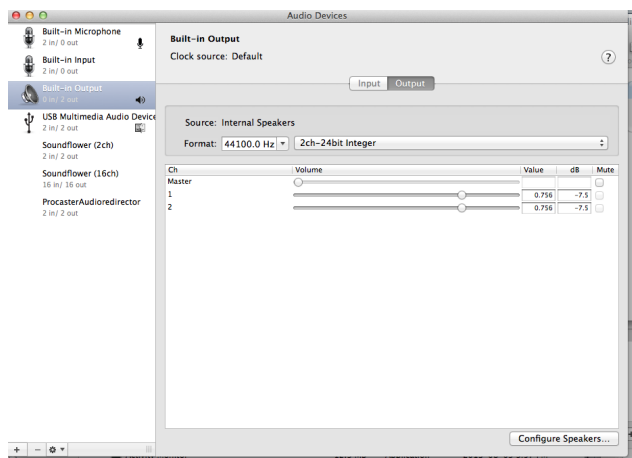 Audio Devices
Built-in Microphone
2 in/ 0 out
Built-in Input
2 in/ 0 out
Built-in Output
0 in/ 2 out
USB Multimedia Audio Device
2 in/ 2 out
Soundflower (2ch)
2 in/ 2 out
Soundflower (16ch)
16 in/ 16 out
ProcasterAudioredirector
2 in/ 2 out
+ −
Built-in Output
Clock source: Default
?
Input Output
Source: Internal Speakers
Format: 44100.0 Hz 2ch-24bit Integer
Ch Volume Value dB Mute
Master
1 0.756 -7.5
2 0.756 -7.5
Configure Speakers...